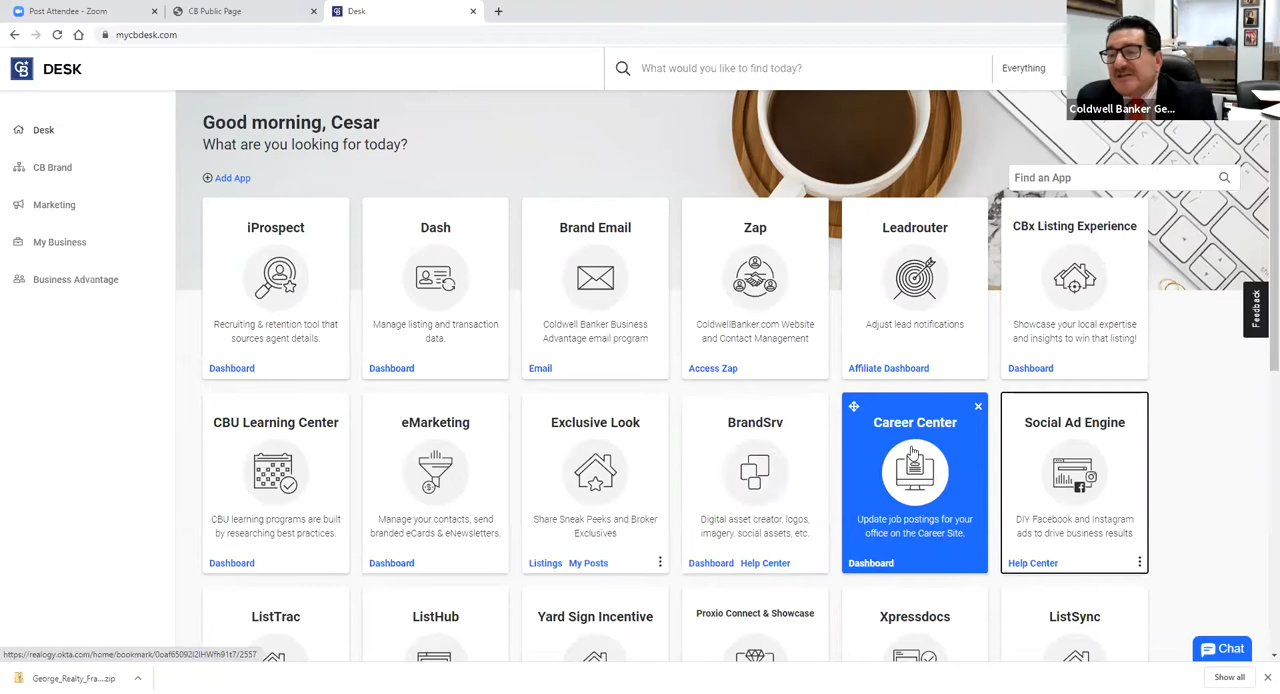 Post Attendee - Zoom
CB Public Page
Desk
mycbdesk.com
CB DESK
What would you like to find today?
Everything
Coldwell Banker Ge...
Desk
CB Brand
Marketing
My Business
Business Advantage
Good morning, Cesar
What are you looking for today?
Add App
Find an App
iProspect
Recruiting & retention tool that
sources agent details.
Dashboard
Dash
Manage listing and transaction
data.
Dashboard
Brand Email
Coldwell Banker Business
Advantage email program
Email
Zap
ColdwellBanker.com Website
and Contact Management
Access Zap
Leadrouter
Adjust lead notifications
Affiliate Dashboard
CBx Listing Experience
Showcase your local expertise
and insights to win that listing!
Dashboard
Feedback
CBU Learning Center
CBU learning programs are built
by researching best practices.
Dashboard
eMarketing
Manage your contacts, send
branded eCards & eNewsletters.
Dashboard
Exclusive Look
Share Sneak Peeks and Broker
Exclusives
Listings My Posts
BrandSrv
Digital asset creator, logos,
imagery, social assets, etc.
Dashboard Help Center
Career Center
Update job postings for your
office on the Career Site.
Dashboard
Social Ad Engine
DIY Facebook and Instagram
ads to drive business results
Help Center
ListTrac
ListHub
Yard Sign Incentive
Proxio Connect & Showcase
Xpressdocs
ListSync
Chat
https://realogy.okta.com/home/bookmark/0oaf65092I2IHWfh91t7/2557
George_Realty_Fra....zip
Show all